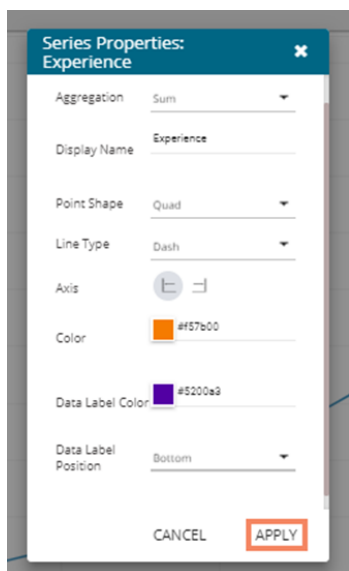 Series Properties:
Experience
Aggregation Sum
Display Name Experience
Point Shape Quad
Line Type Dash
Axis
Color #f57b00
Data Label Color #5200a3
Data Label
Position Bottom
CANCEL APPLY